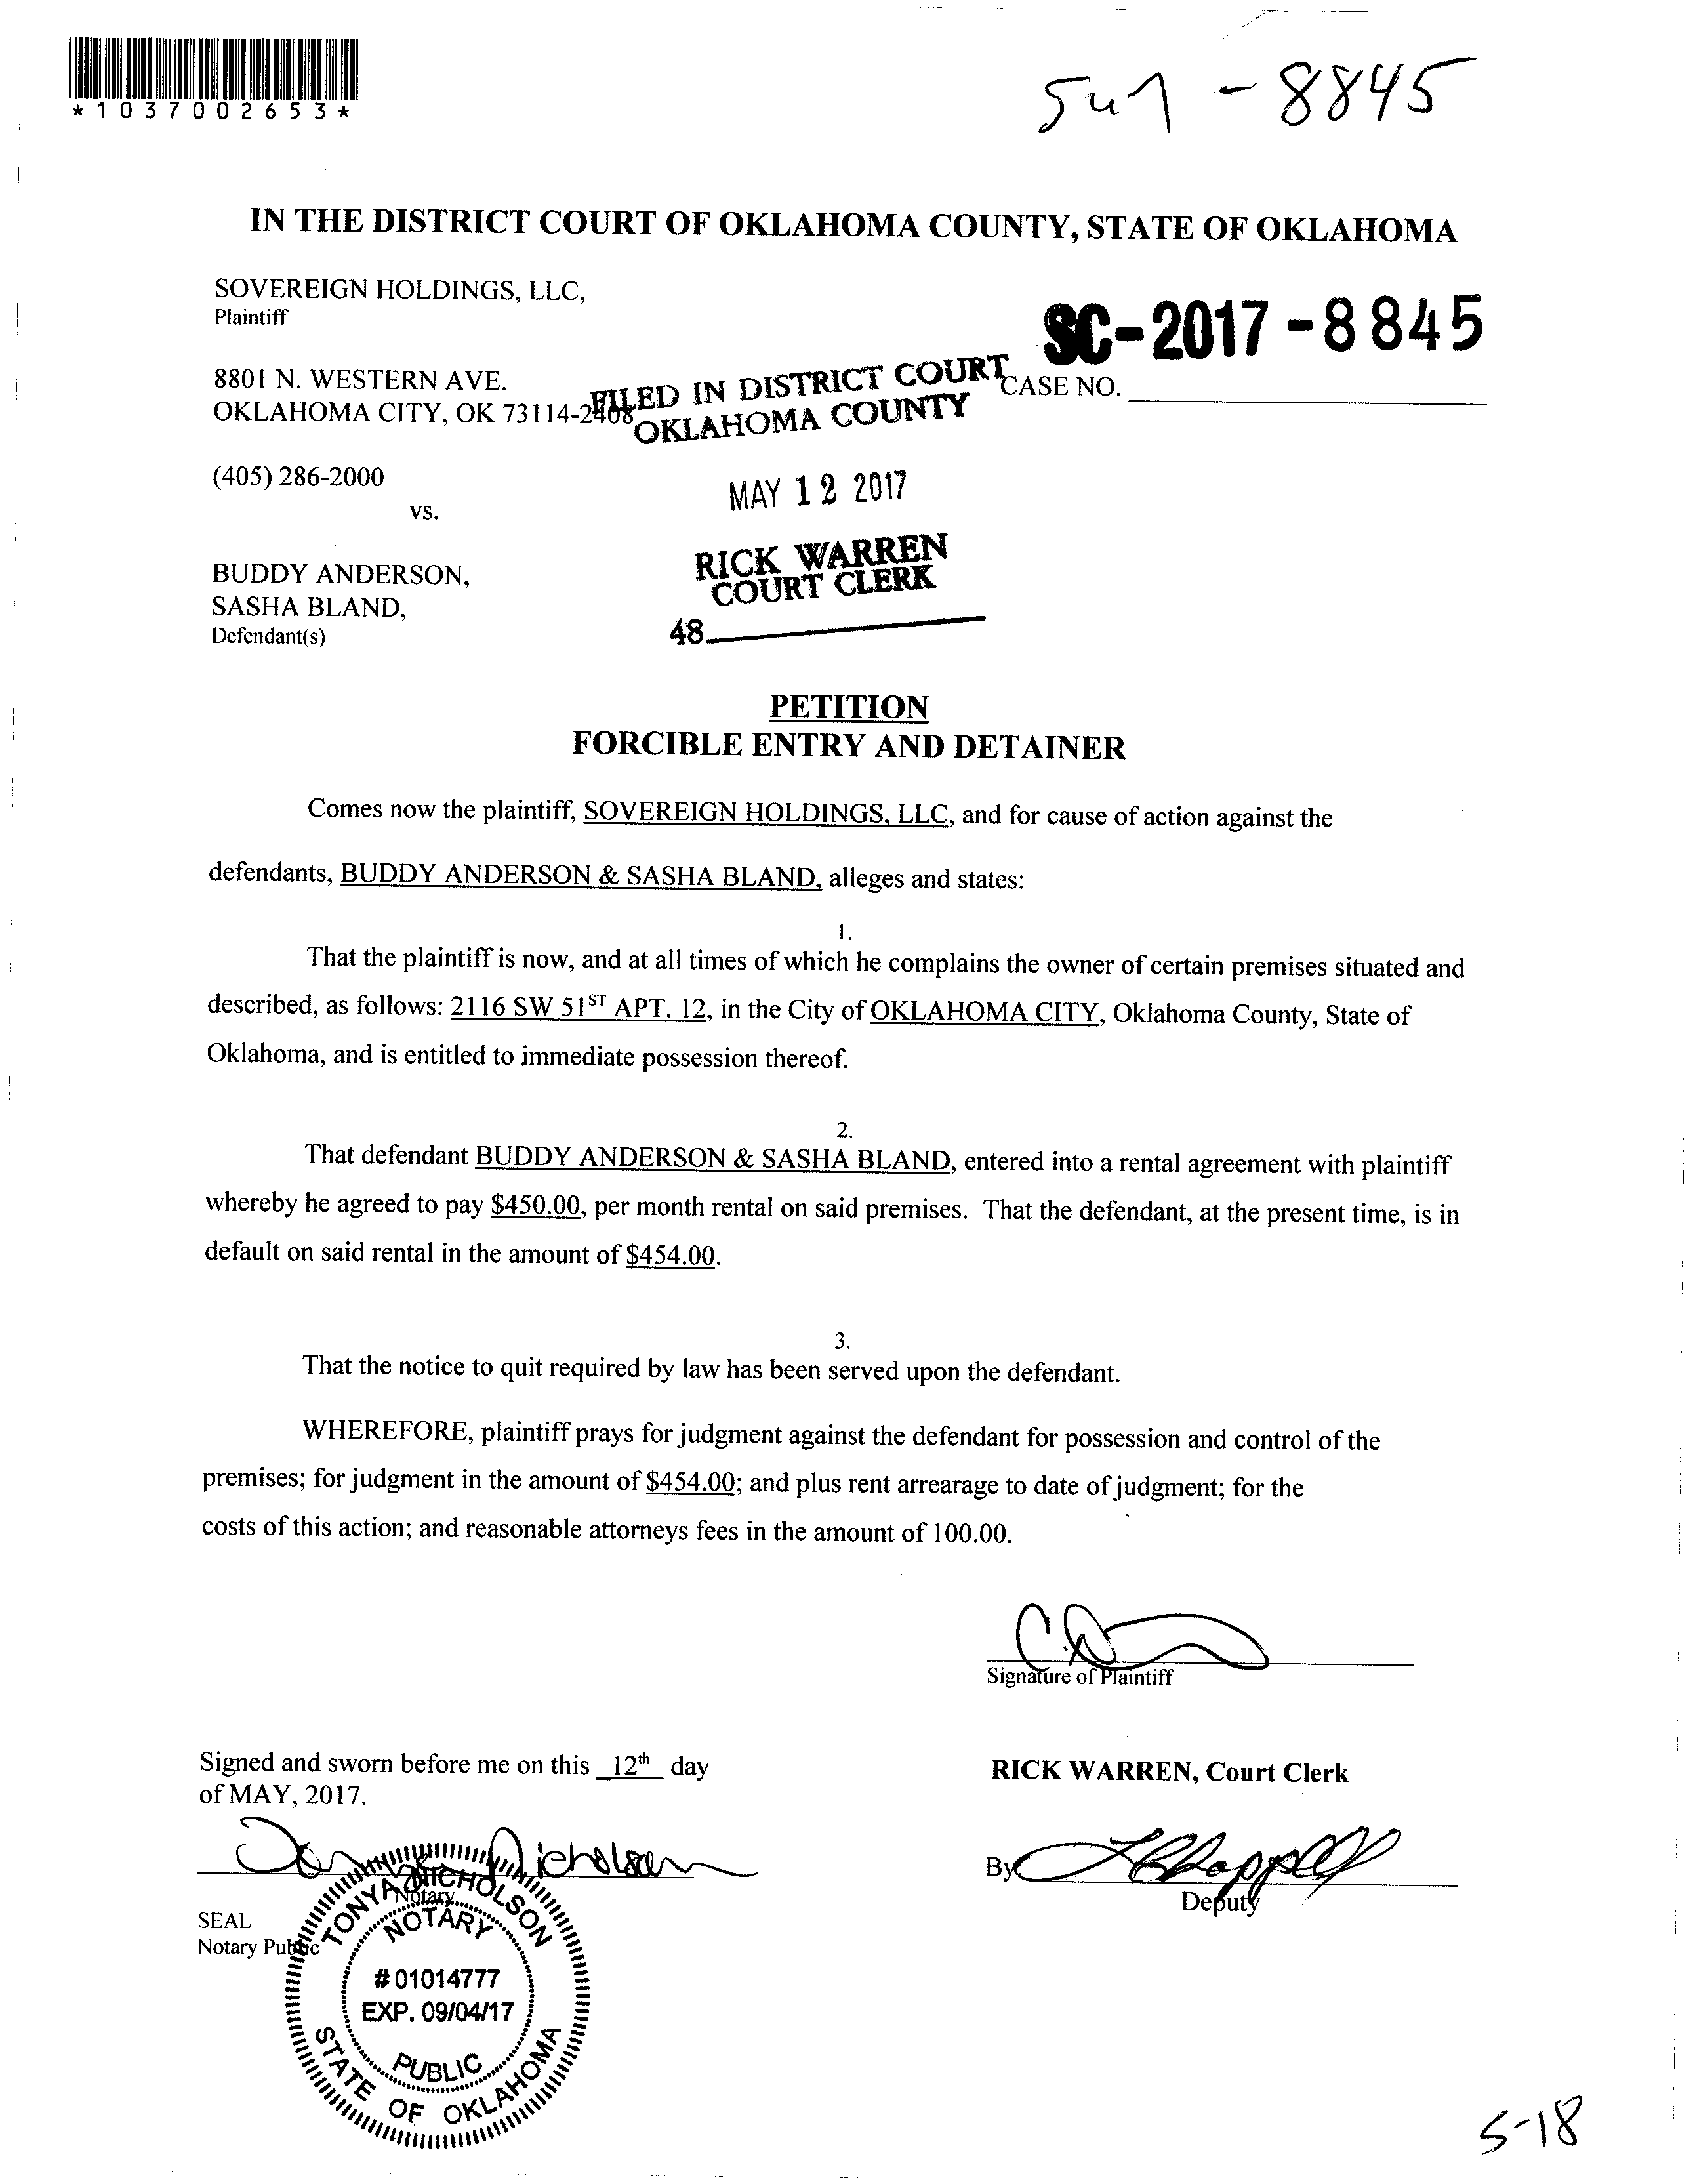 *1037002653*
- 8845
IN THE DISTRICT COURT OF OKLAHOMA COUNTY, STATE OF OKLAHOMA
SOVEREIGN HOLDINGS, LLC,
Plaintiff
SC-2017-8845
8801 N. WESTERN AVE.
OKLAHOMA CITY, OK 73114-2408
FILED IN DISTRICT COURT
OKLAHOMA COUNTY
CASE NO.
(405) 286-2000
vs.
MAY 12 2017
BUDDY ANDERSON,
SASHA BLAND,
Defendant(s)
RICK WARREN
COURT CLERK
48
PETITION
FORCIBLE ENTRY AND DETAINER
Comes now the plaintiff, SOVEREIGN HOLDINGS, LLC, and for cause of action against the
defendants, BUDDY ANDERSON & SASHA BLAND, alleges and states:
1.
That the plaintiff is now, and at all times of which he complains the owner of certain premises situated and
described, as follows: 2116 SW 51ST APT. 12, in the City of OKLAHOMA CITY, Oklahoma County, State of
Oklahoma, and is entitled to immediate possession thereof.
2.
That defendant BUDDY ANDERSON & SASHA BLAND, entered into a rental agreement with plaintiff
whereby he agreed to pay $450.00, per month rental on said premises. That the defendant, at the present time, is in
default on said rental in the amount of $454.00.
3.
That the notice to quit required by law has been served upon the defendant.
WHEREFORE, plaintiff prays for judgment against the defendant for possession and control of the
premises; for judgment in the amount of $454.00; and plus rent arrearage to date of judgment; for the
costs of this action; and reasonable attorneys fees in the amount of 100.00.
Signature of Plaintiff
Signed and sworn before me on this 12th day
of MAY, 2017.
RICK WARREN, Court Clerk
Tonya Nicholson
Notary
By
Deputy
SEAL
Notary Public
TONYA NICHOLSON
NOTARY
#01014777
EXP. 09/04/17
PUBLIC
STATE OF OKLAHOMA
5-18